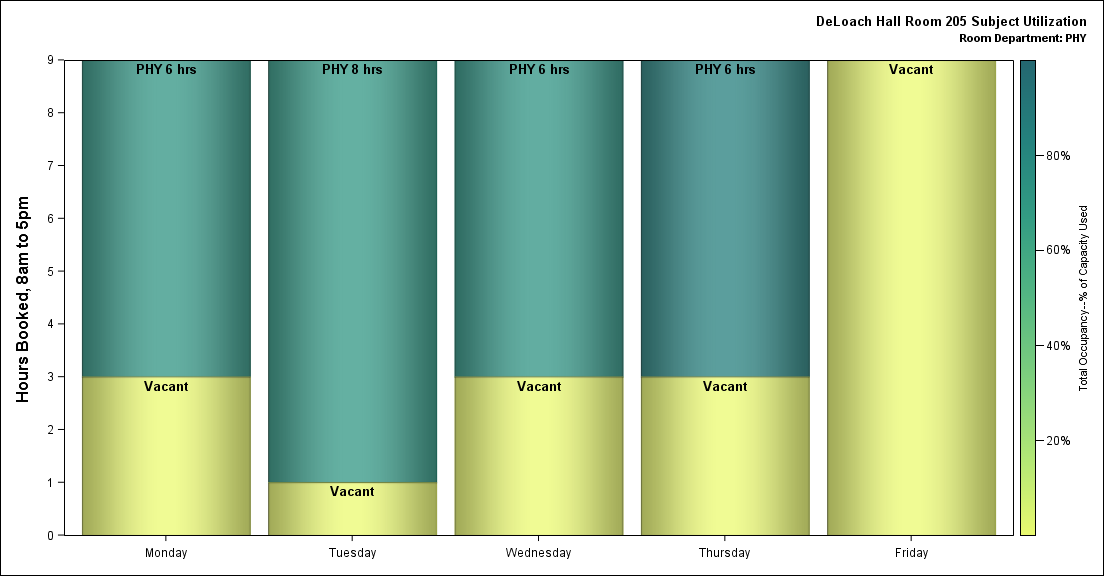 DeLoach Hall Room 205 Subject Utilization
Room Department: PHY
Hours Booked, 8am to 5pm
9
8
7
6
5
4
3
2
1
0
PHY 6 hrs
PHY 8 hrs
PHY 6 hrs
PHY 6 hrs
Vacant
Vacant
Vacant
Vacant
Vacant
Monday
Tuesday
Wednesday
Thursday
Friday
80%
60%
40%
20%
Total Occupancy--% of Capacity Used